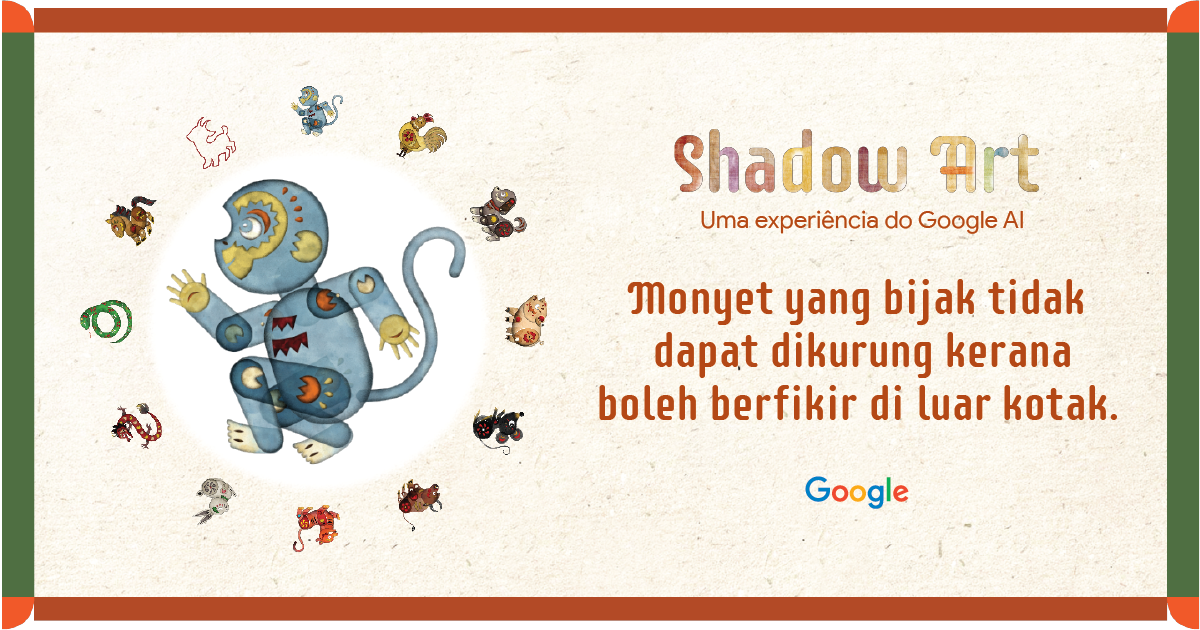 Shadow Art
Uma experiência do Google AI
Monyet yang bijak tidak
dapat dikurung kerana
boleh berfikir di luar kotak.
Google